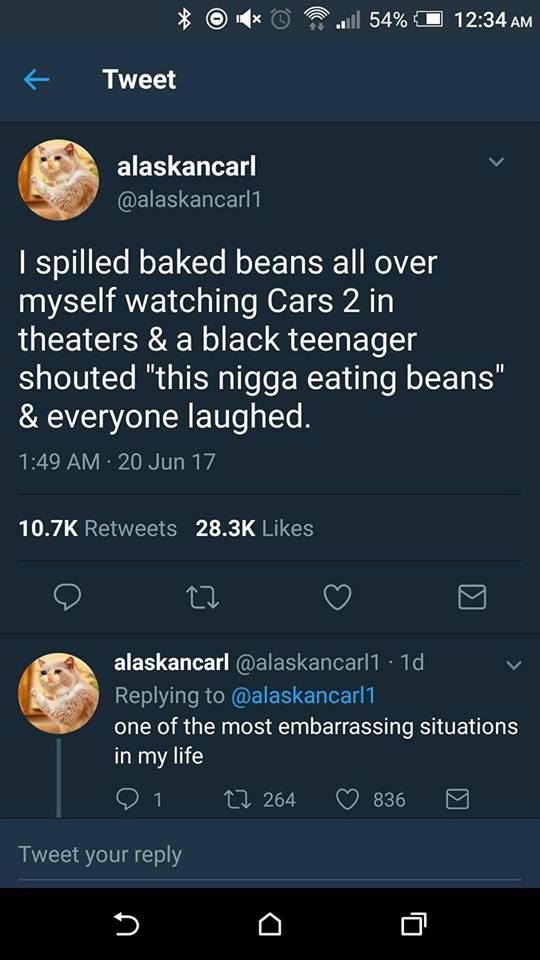 54% 12:34 AM
Tweet
alaskancarl
@alaskancarl1
I spilled baked beans all over
myself watching Cars 2 in
theaters & a black teenager
shouted "this nigga eating beans"
& everyone laughed.
1:49 AM · 20 Jun 17
10.7K Retweets 28.3K Likes
alaskancarl @alaskancarl1 · 1d
Replying to @alaskancarl1
one of the most embarrassing situations
in my life
1 264 836
Tweet your reply